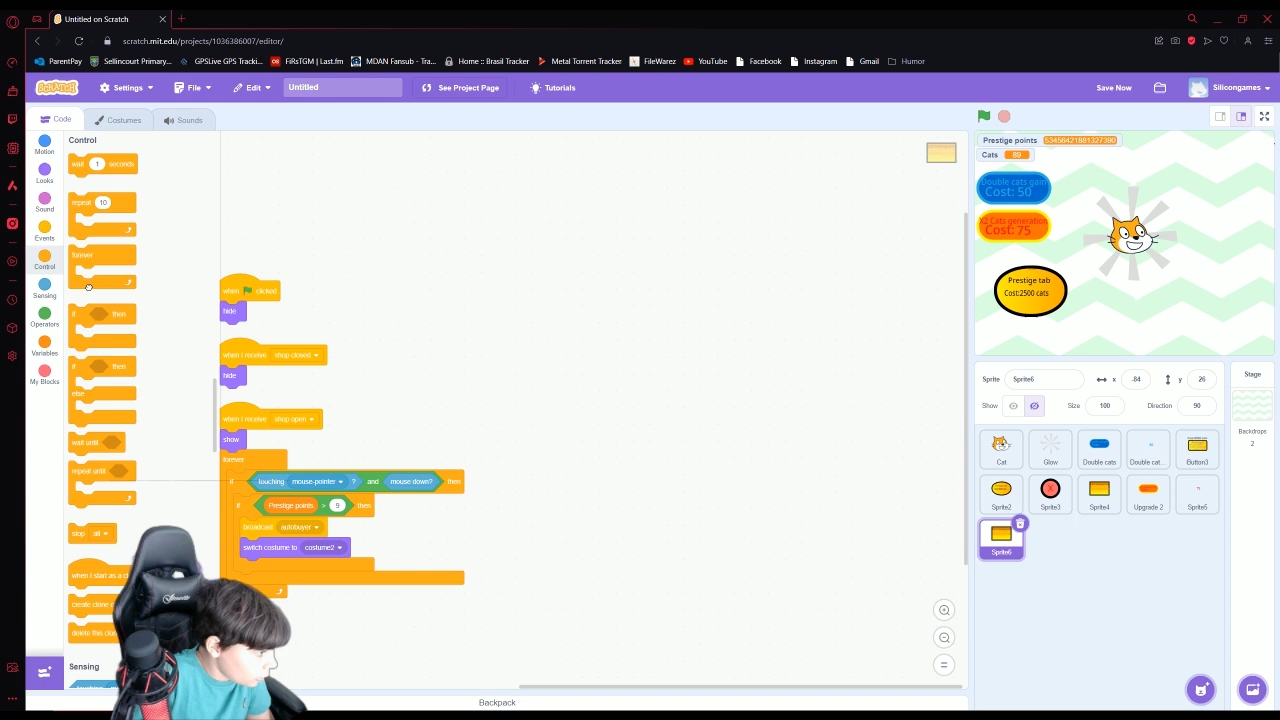 Untitled on Scratch
scratch.mit.edu/projects/1036386007/editor/
ParentPay Sellincourt Primary... GPSLive GPS Tracki... FiRsTGM | Last.fm MDAN Fansub - Tra... Home :: Brasil Tracker Metal Torrent Tracker FileWarez YouTube Facebook Instagram Gmail Humor
SCRATCH Settings File Edit Untitled See Project Page Tutorials Save Now Silicongames
Code Costumes Sounds
Motion
Looks
Sound
Events
Control
Sensing
Operators
Variables
My Blocks
Control
wait 1 seconds
repeat 10
forever
if then
if then
else
wait until
repeat until
stop all
when I start as a c
create clone
delete this clo
Sensing
when clicked
hide
when I receive shop closed
hide
when I receive shop open
show
forever
if touching mouse-pointer ? and mouse down? then
if Prestige points > 9 then
broadcast autobuyer
switch costume to costume2
Backpack
Prestige points
Cats 89
Double cats gain
Cost: 50
X2 Cats generation
Cost: 75
Prestige tab
Cost:2500 cats
Sprite Sprite6 x -84 y 26
Show Size 100 Direction 90
Cat Glow Double cats Double cat... Button3
Sprite2 Sprite3 Sprite4 Upgrade 2 Sprite5
Sprite6
Stage
Backdrops
2